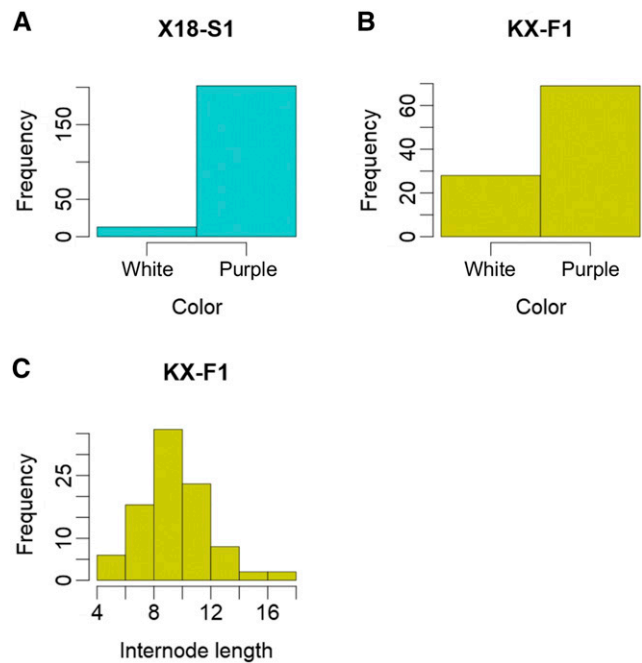 A
X18-S1
Frequency
0 50 150
White Purple
Color
B
KX-F1
Frequency
0 20 40 60
White Purple
Color
C
KX-F1
Frequency
0 10 25
4 8 12 16
Internode length